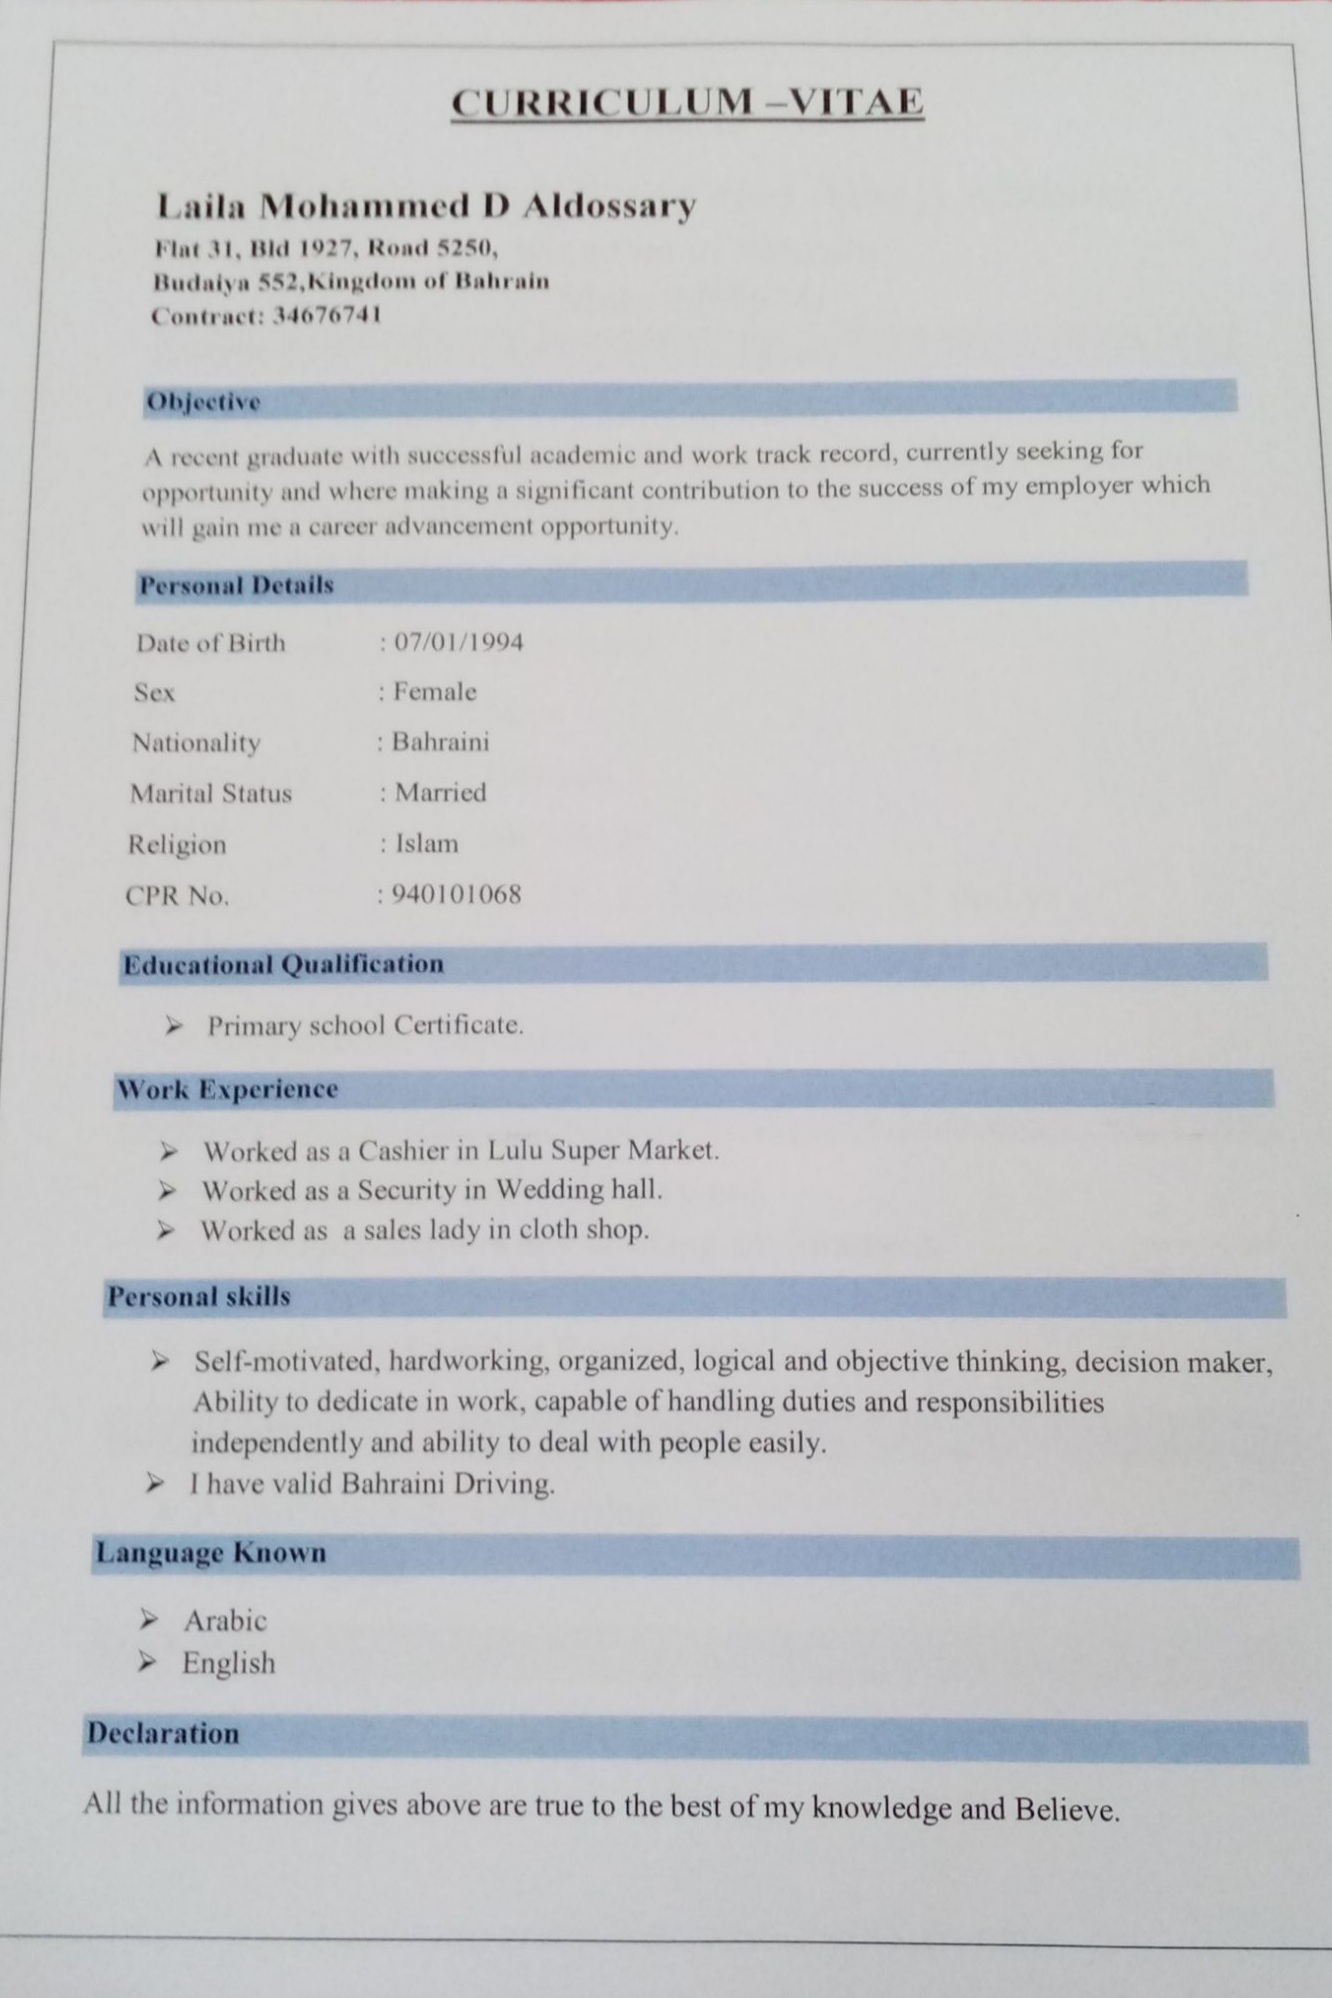 CURRICULUM –VITAE
Laila Mohammed D Aldossary
Flat 31, Bld 1927, Road 5250,
Budaiya 552,Kingdom of Bahrain
Contract: 34676741
Objective
A recent graduate with successful academic and work track record, currently seeking for
opportunity and where making a significant contribution to the success of my employer which
will gain me a career advancement opportunity.
Personal Details
Date of Birth : 07/01/1994
Sex : Female
Nationality : Bahraini
Marital Status : Married
Religion : Islam
CPR No. : 940101068
Educational Qualification
➢ Primary school Certificate.
Work Experience
➢ Worked as a Cashier in Lulu Super Market.
➢ Worked as a Security in Wedding hall.
➢ Worked as a sales lady in cloth shop.
Personal skills
➢ Self-motivated, hardworking, organized, logical and objective thinking, decision maker,
Ability to dedicate in work, capable of handling duties and responsibilities
independently and ability to deal with people easily.
➢ I have valid Bahraini Driving.
Language Known
➢ Arabic
➢ English
Declaration
All the information gives above are true to the best of my knowledge and Believe.